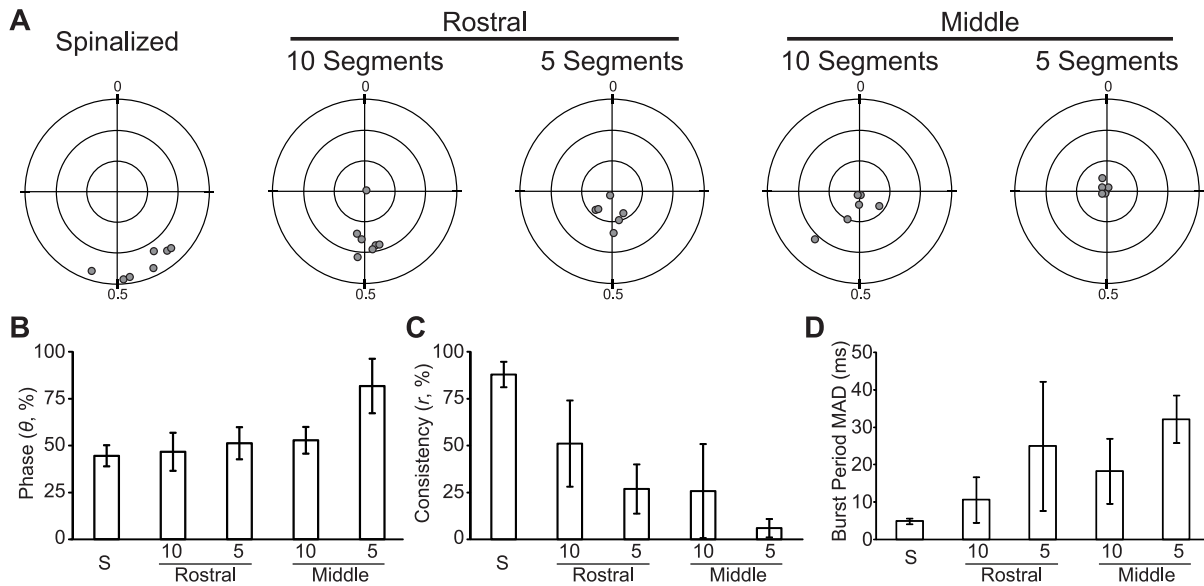 A
Spinalized
Rostral
10 Segments
5 Segments
Middle
10 Segments
5 Segments
0
0.5
0
0.5
0
0.5
0
0.5
0
0.5
B
Phase (θ, %)
100
75
50
25
0
S
10
5
Rostral
10
5
Middle
C
Consistency (r, %)
100
75
50
25
0
S
10
5
Rostral
10
5
Middle
D
Burst Period MAD (ms)
50
40
30
20
10
0
S
10
5
Rostral
10
5
Middle